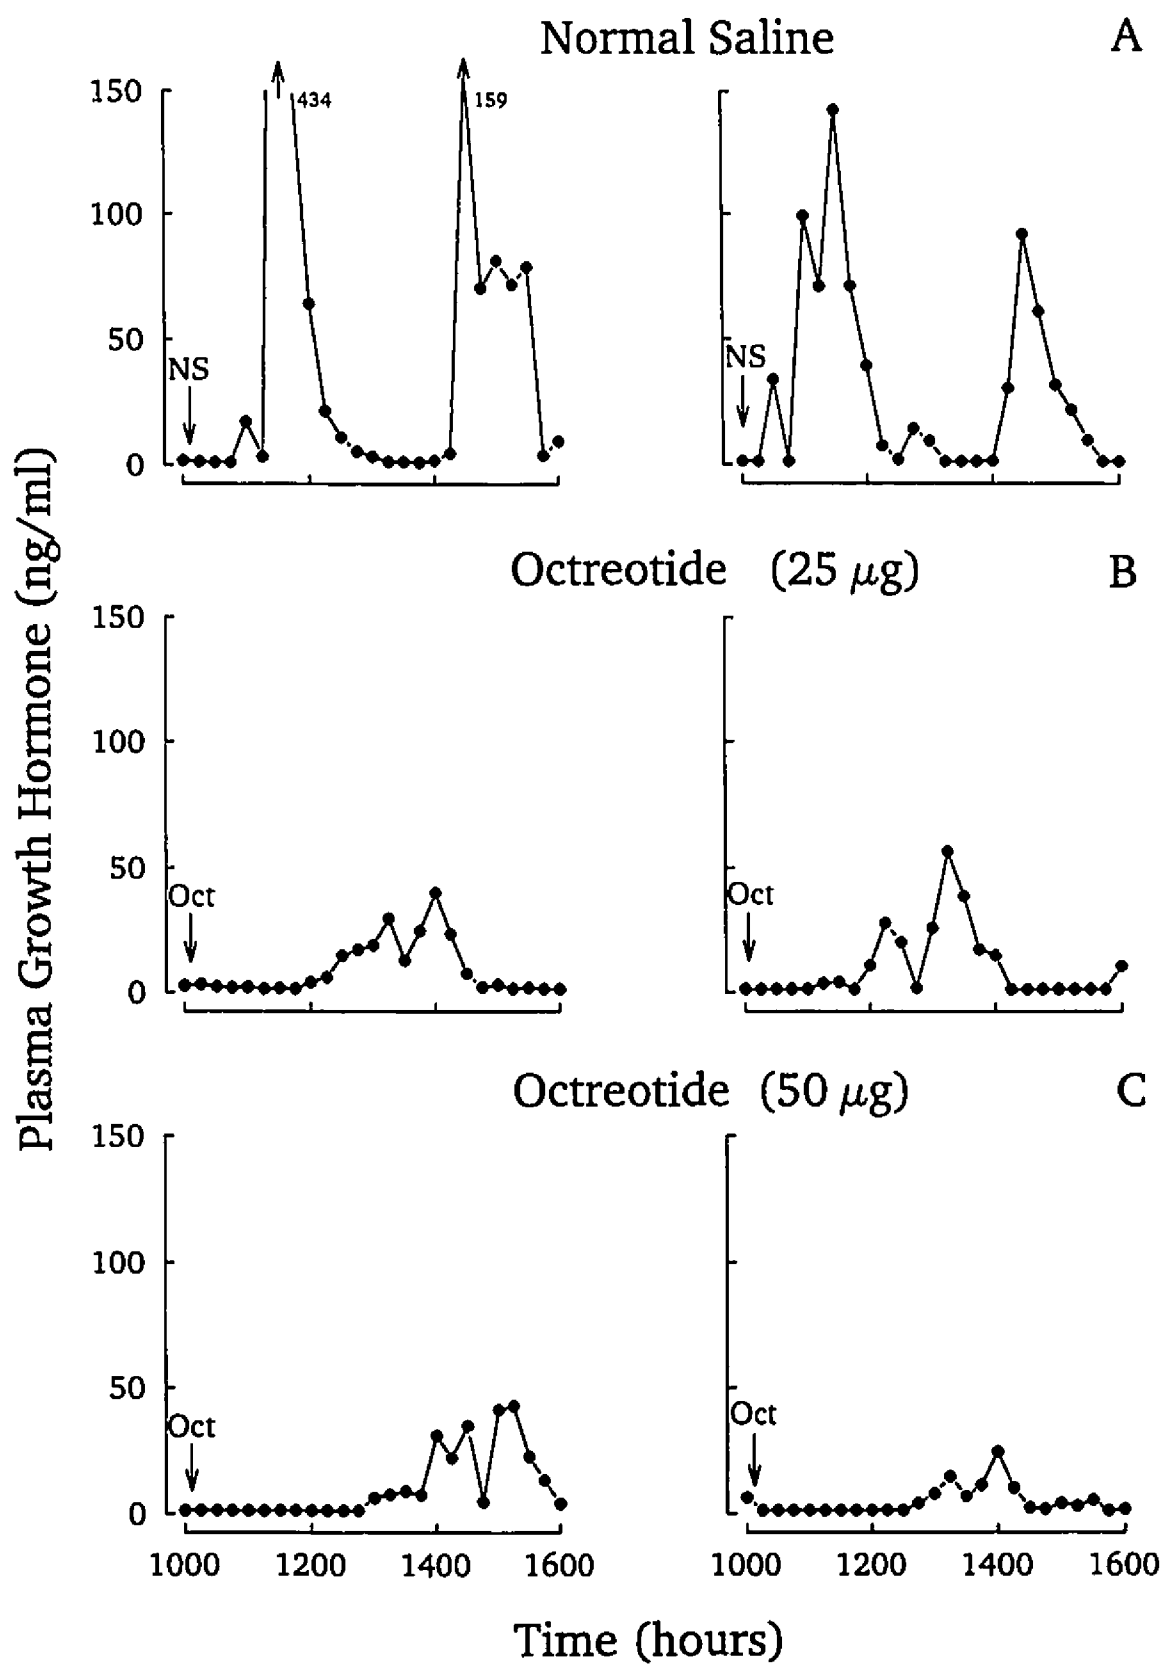 Normal Saline A
150
100
50
0
434
159
NS
NS
Octreotide (25 μg) B
150
100
50
0
Oct
Oct
Octreotide (50 μg) C
150
100
50
0
Oct
Oct
1000 1200 1400 1600
1000 1200 1400 1600
Time (hours)
Plasma Growth Hormone (ng/ml)